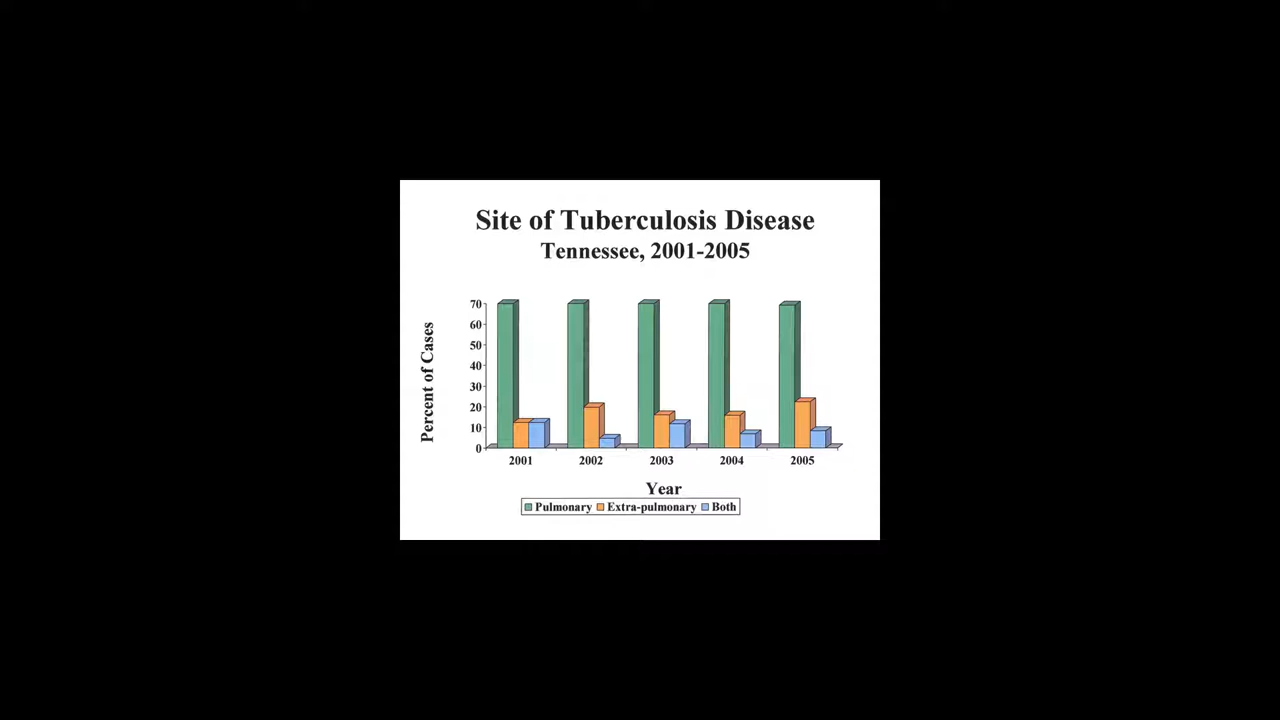 Site of Tuberculosis Disease
Tennessee, 2001-2005
Percent of Cases
70
60
50
40
30
20
10
0
2001 2002 2003 2004 2005
Year
Pulmonary Extra-pulmonary Both